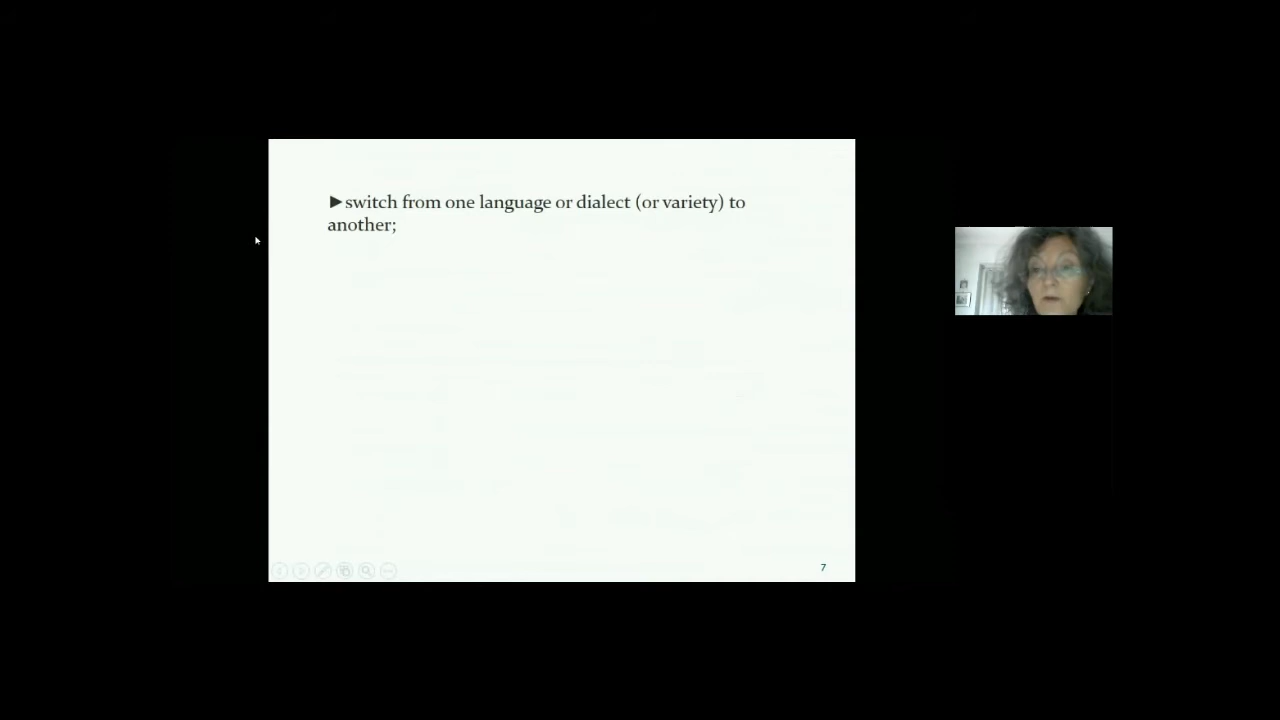 ►switch from one language or dialect (or variety) to
another;
7